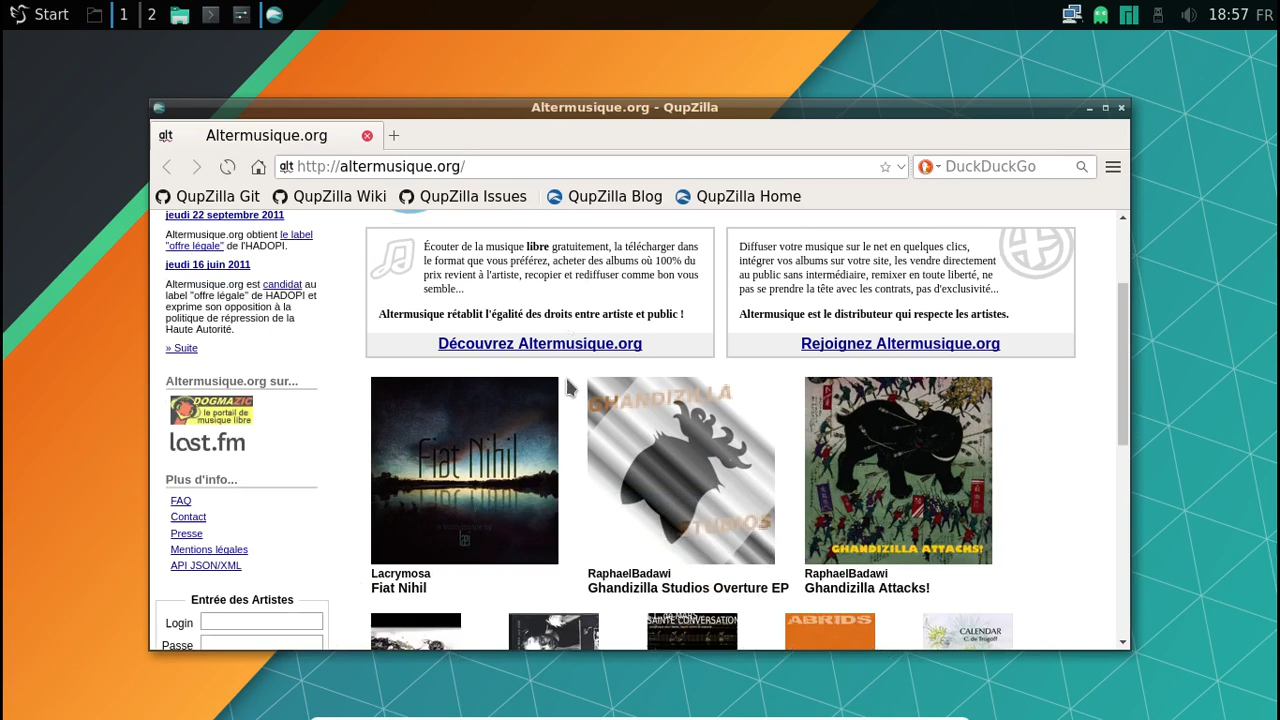 Start
1
2
18:57 FR
Altermusique.org - QupZilla
alt Altermusique.org
alt http://altermusique.org/
DuckDuckGo
QupZilla Git
QupZilla Wiki
QupZilla Issues
QupZilla Blog
QupZilla Home
jeudi 22 septembre 2011
Altermusique.org obtient le label
"offre légale" de l'HADOPI.
jeudi 16 juin 2011
Altermusique.org est candidat au
label "offre légale" de HADOPI et
exprime son opposition à la
politique de répression de la
Haute Autorité.
» Suite
Altermusique.org sur...
DOGMAZIC
le portail de
musique libre
last.fm
Plus d'info...
FAQ
Contact
Presse
Mentions légales
API JSON/XML
Entrée des Artistes
Login
Passe
Écouter de la musique libre gratuitement, la télécharger dans
le format que vous préférez, acheter des albums où 100% du
prix revient à l'artiste, recopier et rediffuser comme bon vous
semble...
Altermusique rétablit l'égalité des droits entre artiste et public !
Découvrez Altermusique.org
Diffuser votre musique sur le net en quelques clics,
intégrer vos albums sur votre site, les vendre directement
au public sans intermédiaire, remixer en toute liberté, ne
pas se prendre la tête avec les contrats, pas d'exclusivité...
Altermusique est le distributeur qui respecte les artistes.
Rejoignez Altermusique.org
Fiat Nihil
GHANDIZILLA
STUDIOS
GHANDIZILLA ATTACKS!
Lacrymosa
Fiat Nihil
RaphaelBadawi
Ghandizilla Studios Overture EP
RaphaelBadawi
Ghandizilla Attacks!
SAINTE CONVERSATION
ABRIDS
CALENDAR
C. de Trogoff